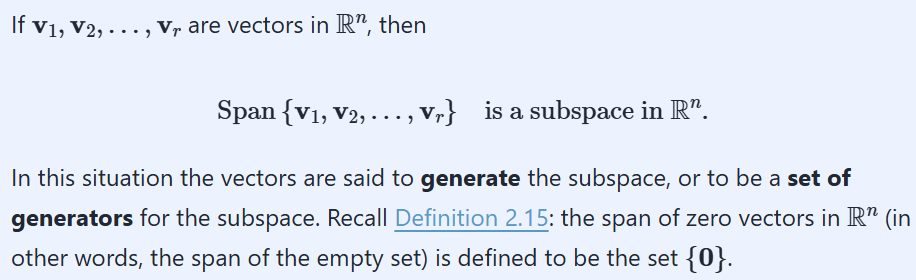 If v₁, v₂, . . . , vᵣ are vectors in ℝⁿ, then
Span {v₁, v₂, . . . , vᵣ} is a subspace in ℝⁿ.
In this situation the vectors are said to generate the subspace, or to be a set of
generators for the subspace. Recall Definition 2.15: the span of zero vectors in ℝⁿ (in
other words, the span of the empty set) is defined to be the set {0}.